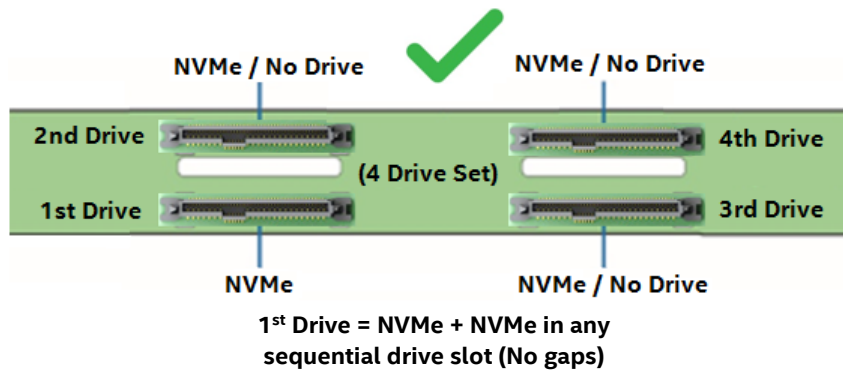 NVMe / No Drive
NVMe / No Drive
2nd Drive
4th Drive
(4 Drive Set)
1st Drive
3rd Drive
NVMe
NVMe / No Drive
1st Drive = NVMe + NVMe in any
sequential drive slot (No gaps)